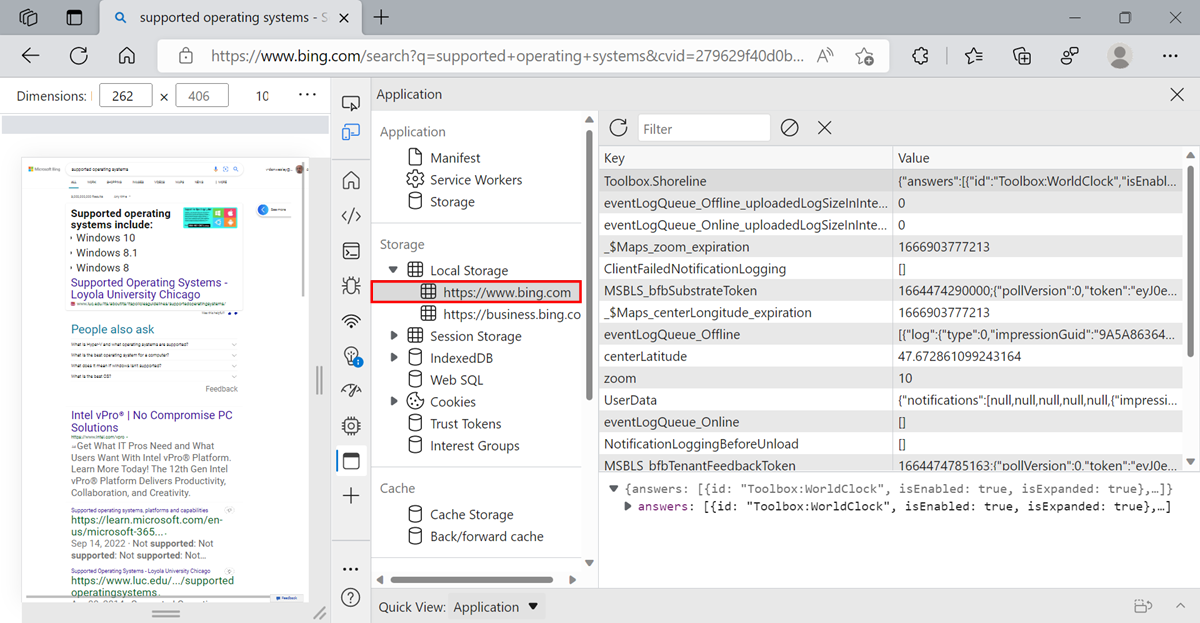 supported operating systems - S
https://www.bing.com/search?q=supported+operating+systems&cvid=279629f40d0b...
Dimensions:
262
×
406
10
Microsoft Bing
supported operating systems
Supported operating
systems include:
Windows 10
Windows 8.1
Windows 8
Supported Operating Systems -
Loyola University Chicago
People also ask
What is Hyper-V and what operating systems are supported?
What is the best operating system for a computer?
What does it mean if Windows isn't supported?
What is the best OS?
Feedback
Intel vPro® | No Compromise PC
Solutions
https://www.intel.com/vpro
Get What IT Pros Need and What
Users Want With Intel vPro® Platform.
Learn More Today! The 12th Gen Intel
vPro® Platform Delivers Productivity,
Collaboration, and Creativity.
Supported operating systems, platforms and capabilities
https://learn.microsoft.com/en-
us/microsoft-365...
Sep 14, 2022 · Not supported: Not
supported: Not supported: Not...
Supported Operating Systems - Loyola University Chicago
https://www.luc.edu/.../supported
operatingsystems
Feedback
Application
Application
Manifest
Service Workers
Storage
Storage
Local Storage
https://www.bing.com
https://business.bing.co
Session Storage
IndexedDB
Web SQL
Cookies
Trust Tokens
Interest Groups
Cache
Cache Storage
Back/forward cache
Filter
Key Value
Toolbox.Shoreline {"answers":[{"id":"Toolbox:WorldClock","isEnabl...
eventLogQueue_Offline_uploadedLogSizeInInte... 0
eventLogQueue_Online_uploadedLogSizeInInte... 0
_$Maps_zoom_expiration 1666903777213
ClientFailedNotificationLogging []
MSBLS_bfbSubstrateToken 1664474290000;{"pollVersion":0,"token":"eyJ0e...
_$Maps_centerLongitude_expiration 1666903777213
eventLogQueue_Offline [{"log":{"type":0,"impressionGuid":"9A5A86364...
centerLatitude 47.672861099243164
zoom 10
UserData {"notifications":[null,null,null,null,null,{"impressi...
eventLogQueue_Online []
NotificationLoggingBeforeUnload []
MSBLS_bfbTenantFeedbackToken 1664474785163;{"pollVersion":0,"token":"eyJ0e...
{answers: [{id: "Toolbox:WorldClock", isEnabled: true, isExpanded: true},…]}
answers: [{id: "Toolbox:WorldClock", isEnabled: true, isExpanded: true},…]
Quick View: Application